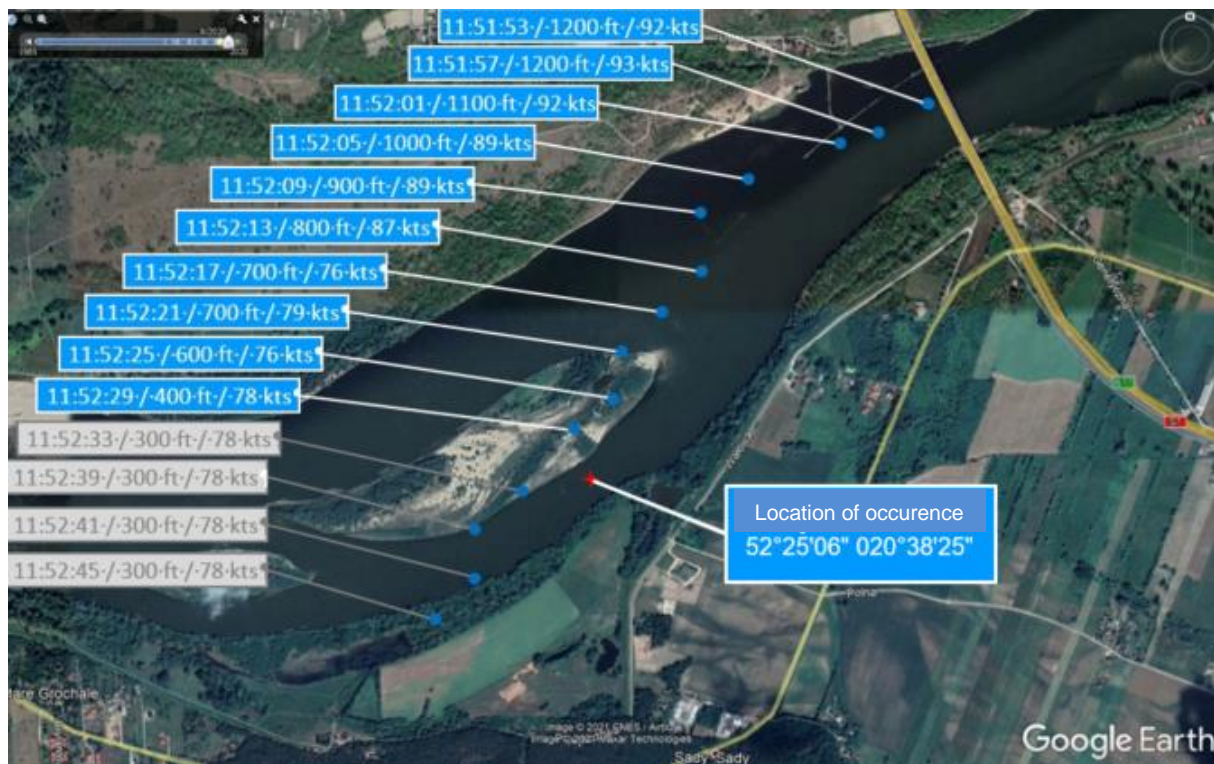 11:51:53·/·1200·ft·/·92·kts
11:51:57·/·1200·ft·/·93·kts
11:52:01·/·1100·ft·/·92·kts
11:52:05·/·1000·ft·/·89·kts
11:52:09·/·900·ft·/·89·kts
11:52:13·/·800·ft·/·87·kts
11:52:17·/·700·ft·/·76·kts
11:52:21·/·700·ft·/·79·kts
11:52:25·/·600·ft·/·76·kts
11:52:29·/·400·ft·/·78·kts
11:52:33·/·300·ft·/·78·kts
11:52:39·/·300·ft·/·78·kts
11:52:41·/·300·ft·/·78·kts
11:52:45·/·300·ft·/·78·kts
Location of occurence
52°25'06" 020°38'25"
Polna
Grochale
Sady Sady
Image © 2021
Technologies
Google Earth